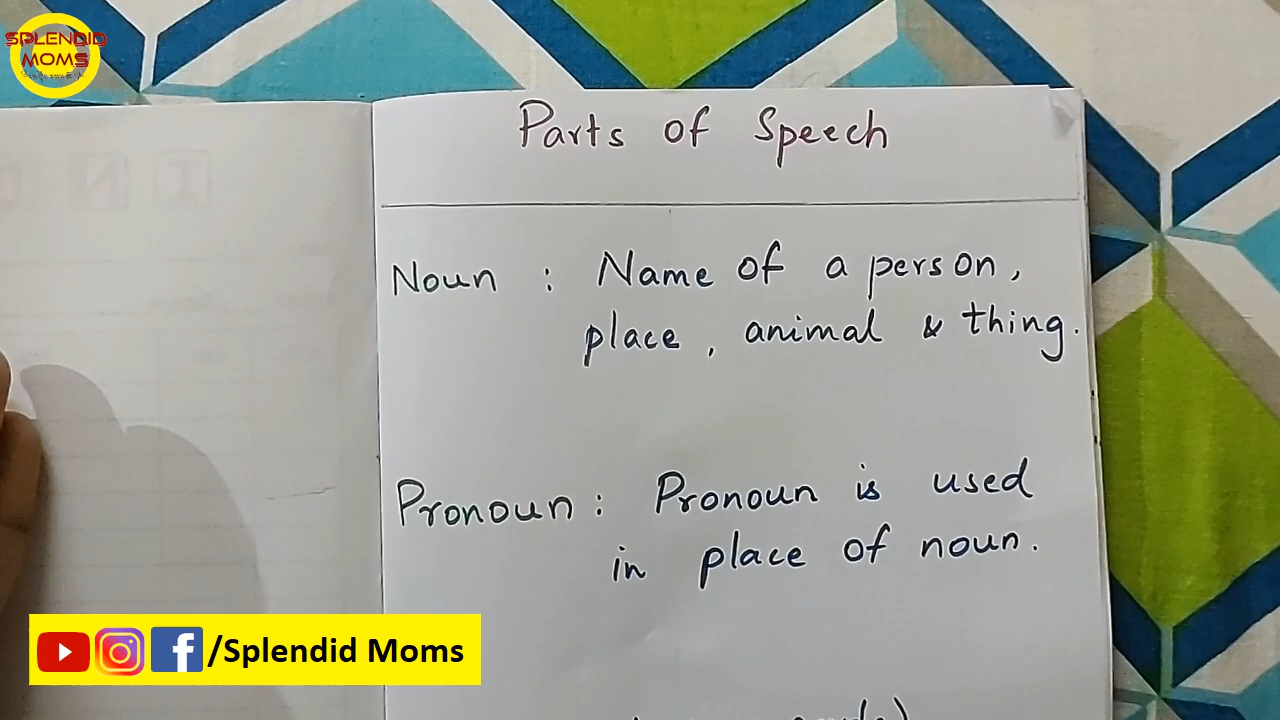 SPLENDID
MOMS
Parts of Speech
Noun : Name of a person,
place, animal & thing.
Pronoun : Pronoun is used
in place of noun.
/Splendid Moms